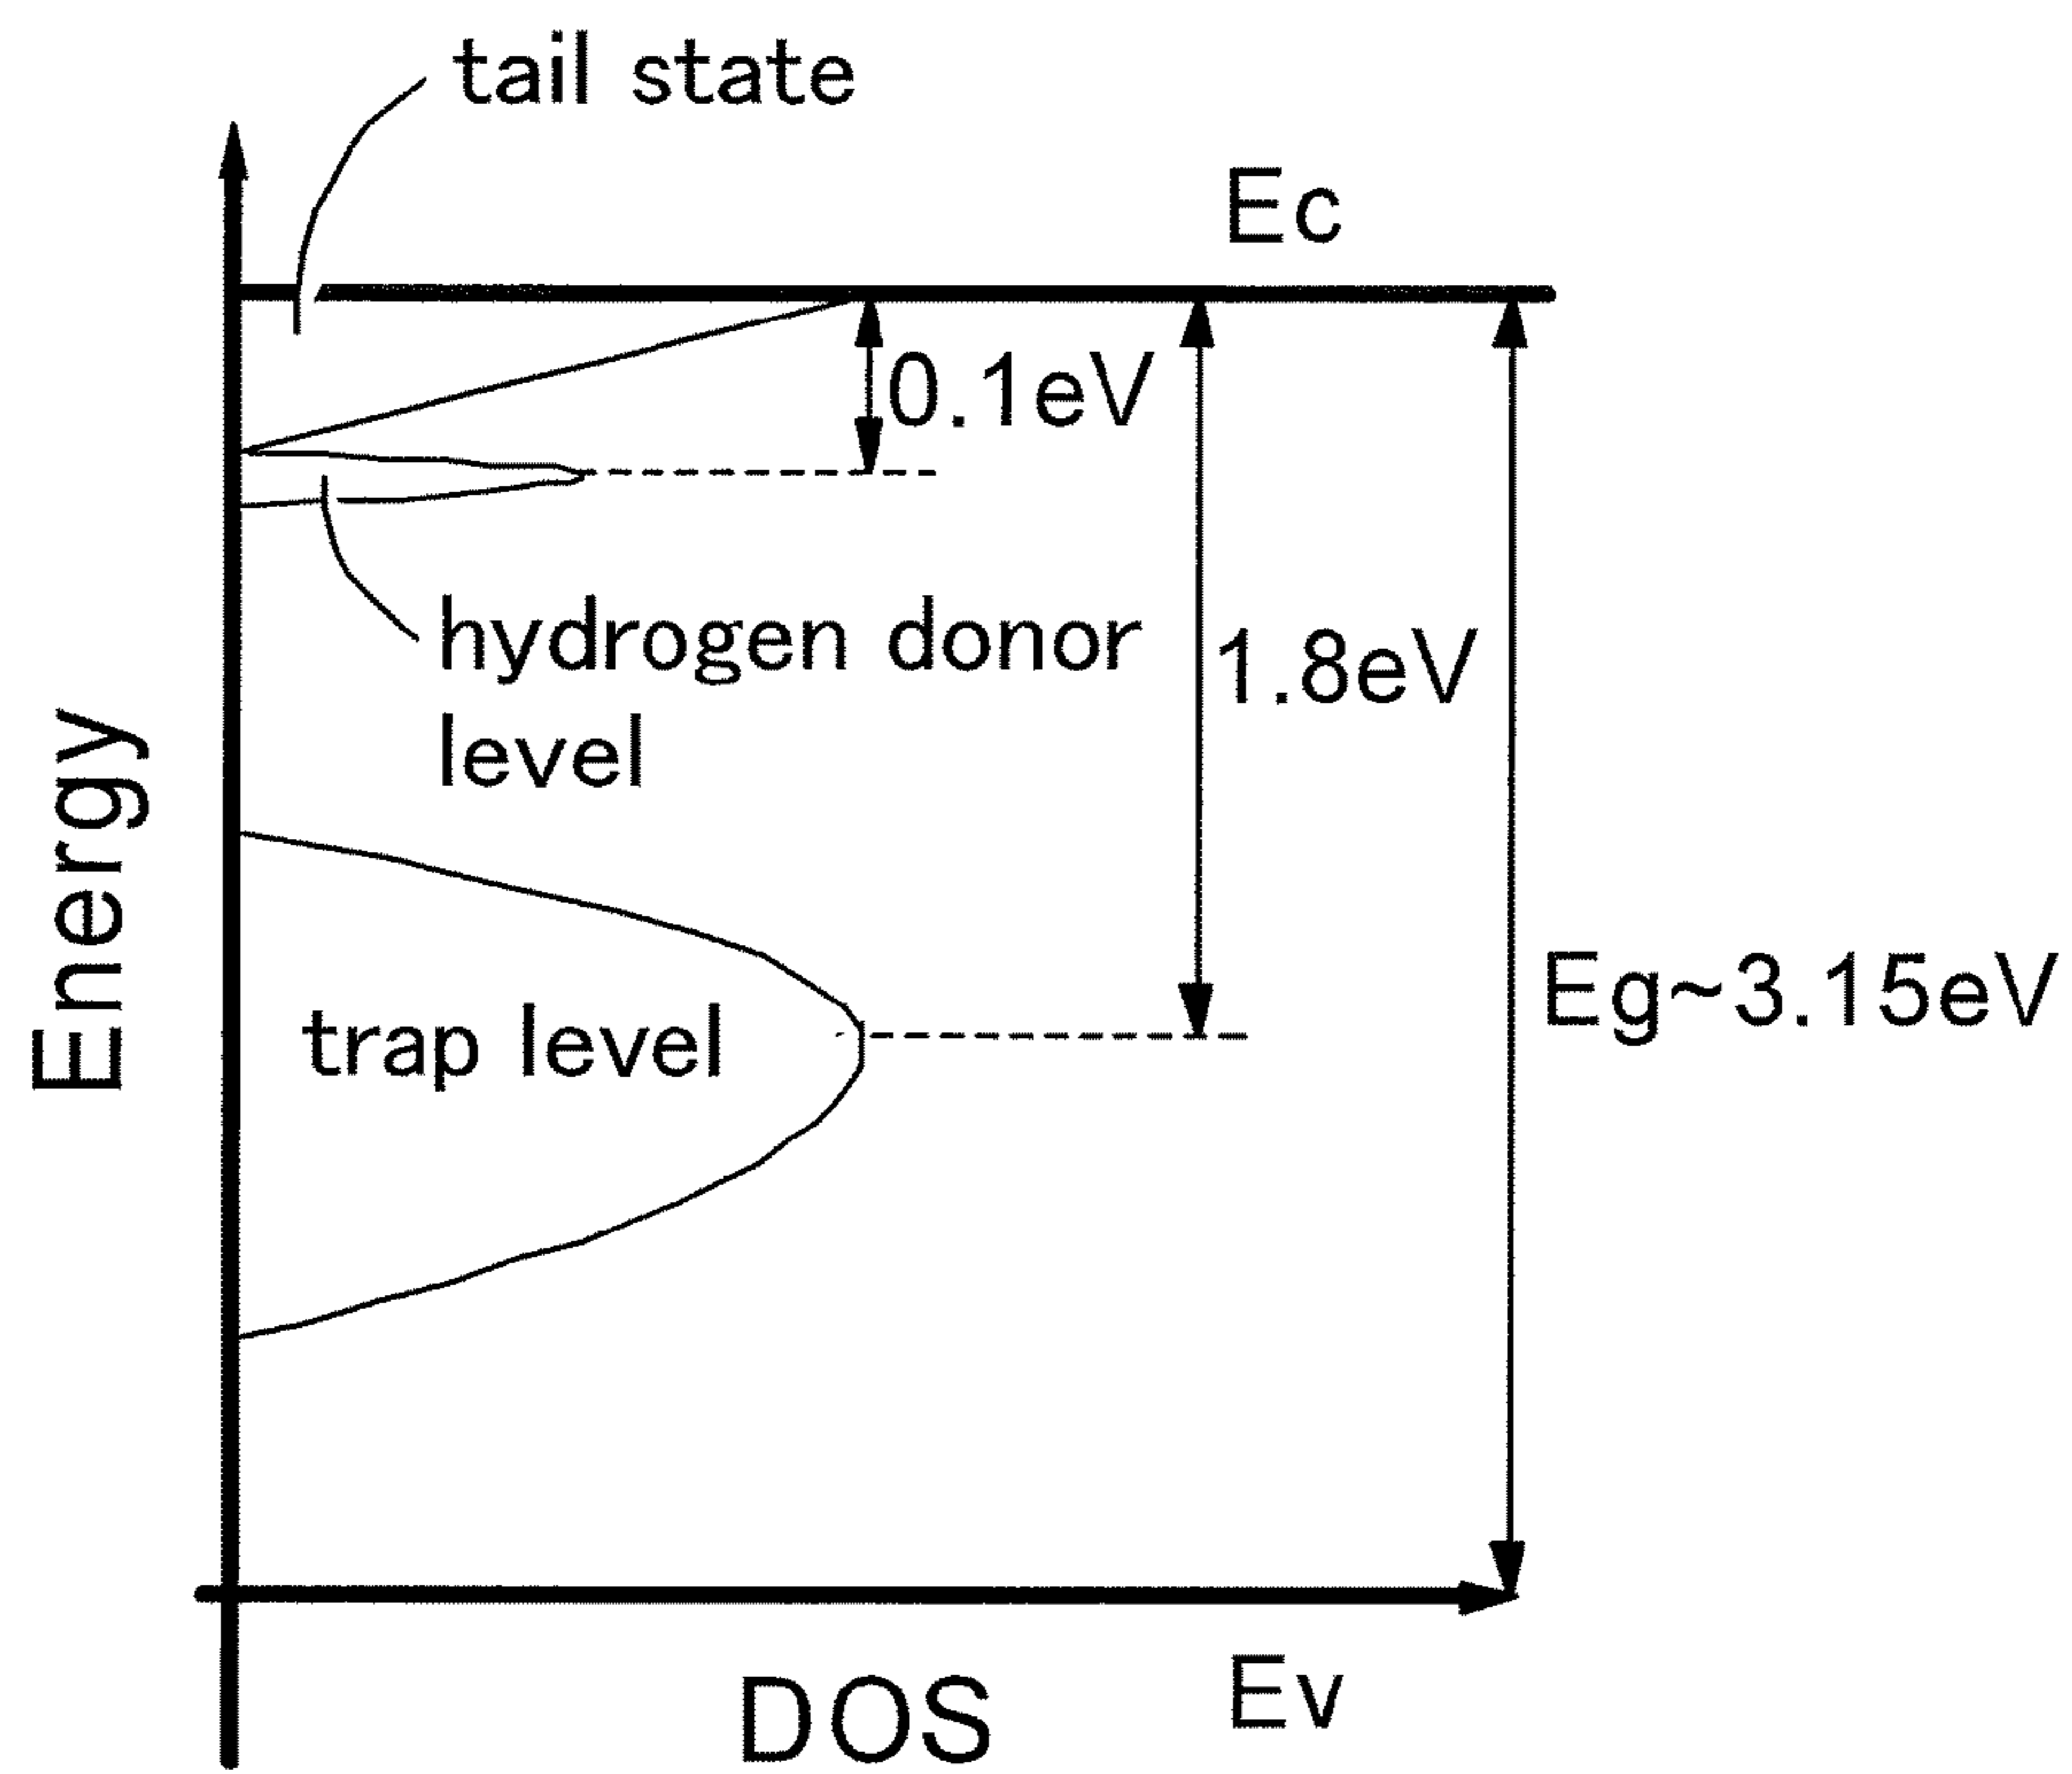 tail state
Ec
0.1eV
hydrogen donor
level
1.8eV
Energy
Eg~3.15eV
trap level
DOS
Ev